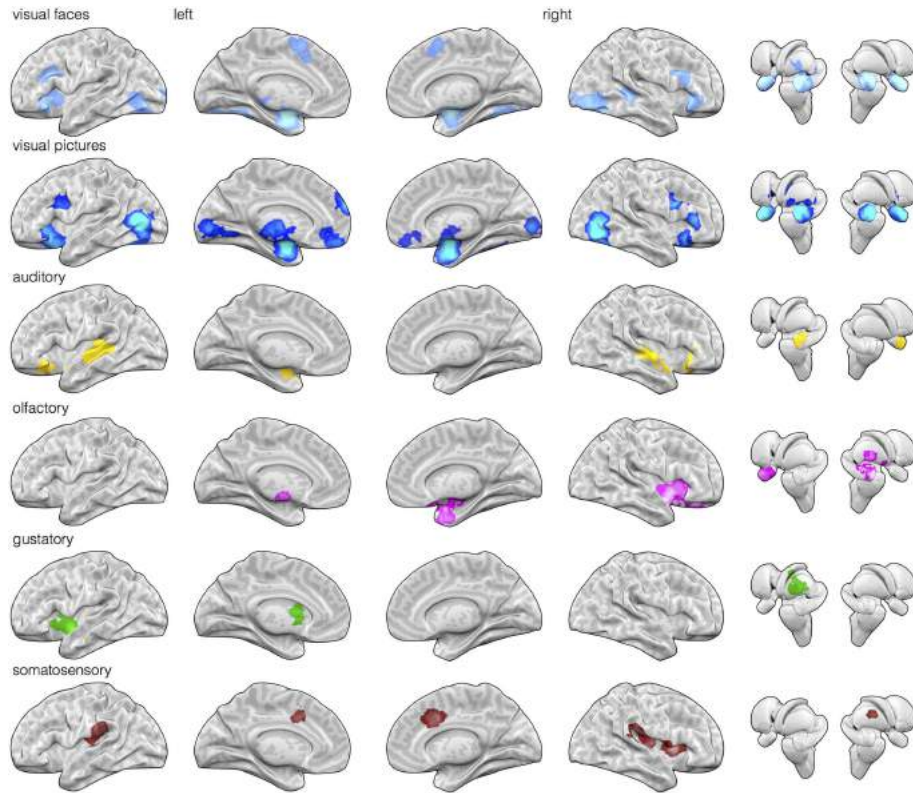 visual faces left right
visual pictures
auditory
olfactory
gustatory
somatosensory